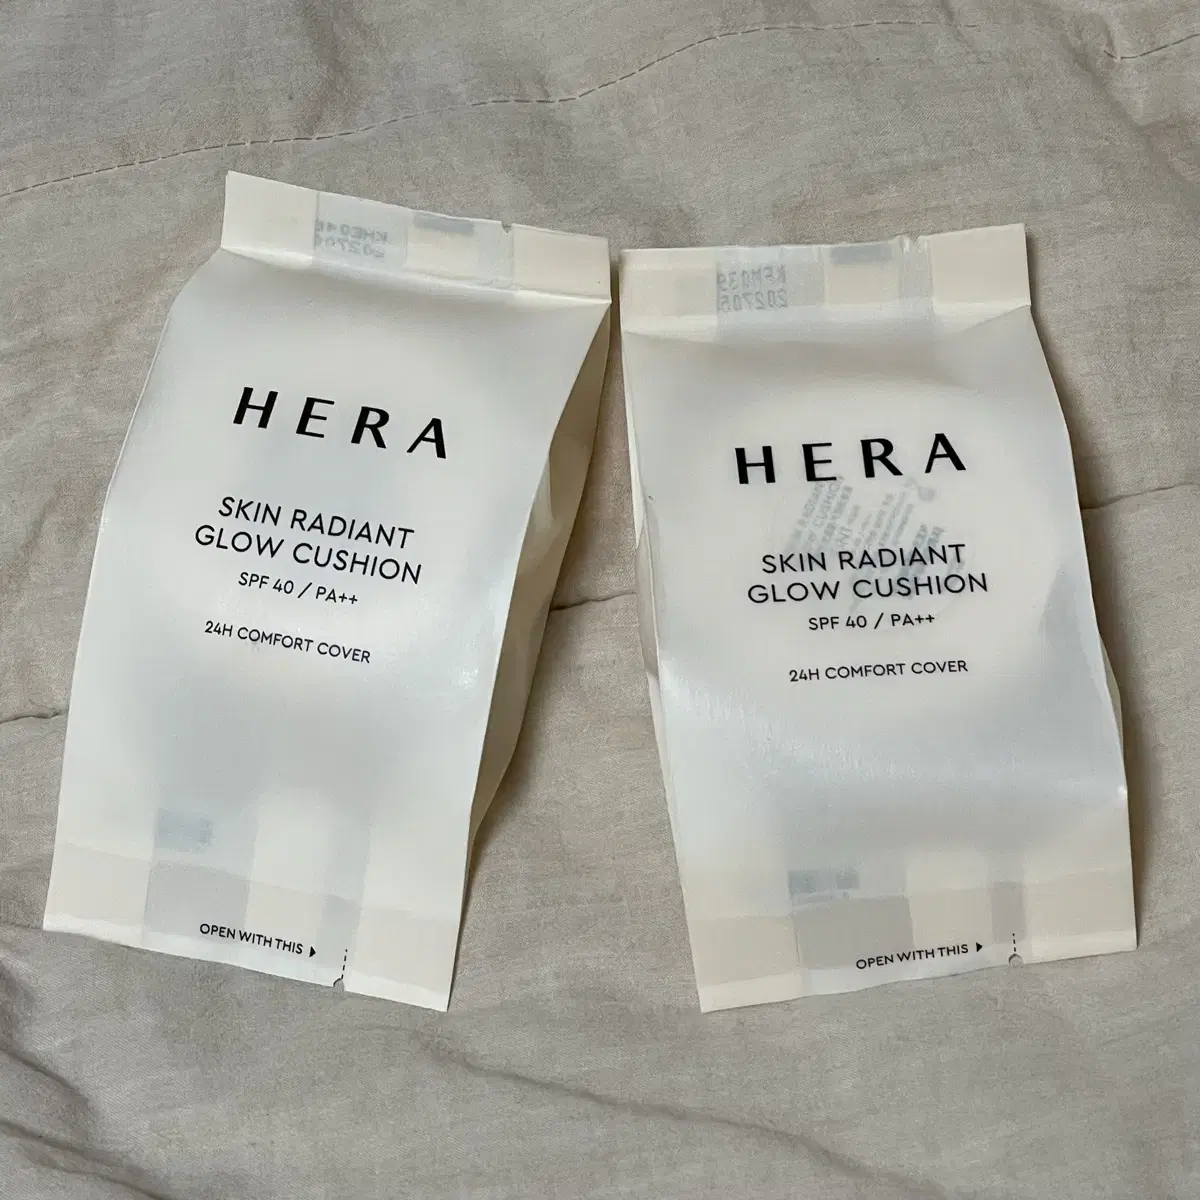 HERA
SKIN RADIANT
GLOW CUSHION
SPF 40 / PA++
24H COMFORT COVER
OPEN WITH THIS
HERA
SKIN RADIANT
GLOW CUSHION
SPF 40 / PA++
24H COMFORT COVER
OPEN WITH THIS